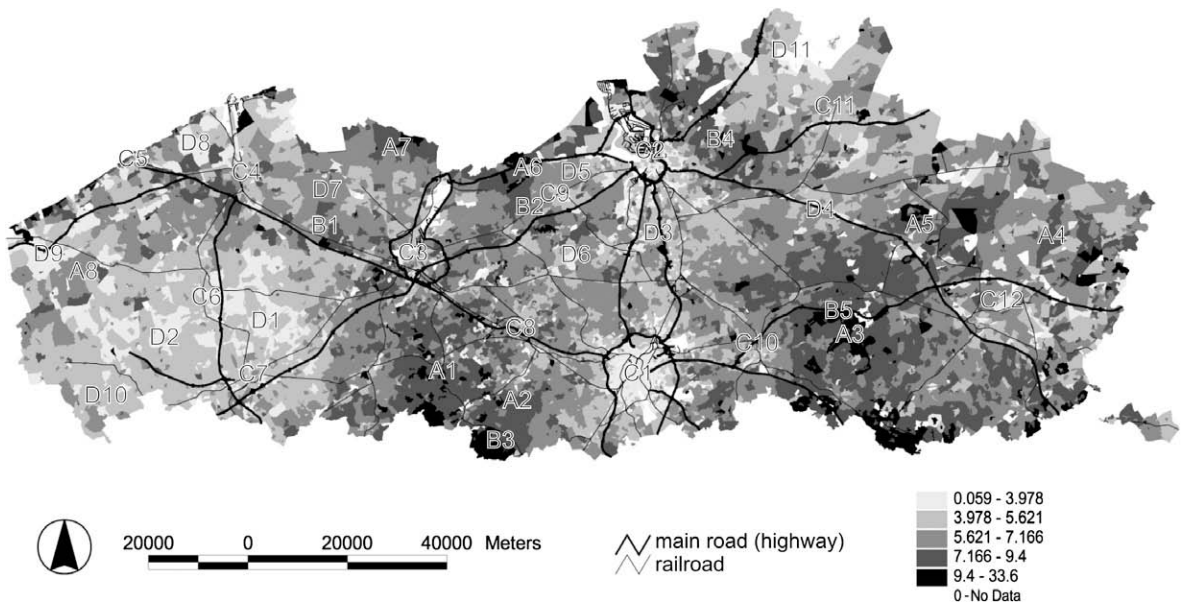 D11
D8
C11
A7
B4
C2
C5
C4
A6
D5
D7
C9
B2
D4
B1
A5
D3
D9
C3
D6
A4
A8
C6
C12
D1
B5
C8
D2
A3
C10
A1
C7
C1
D10
A2
B3
0.059 - 3.978
3.978 - 5.621
20000 0 20000 40000 Meters
main road (highway)
5.621 - 7.166
railroad
7.166 - 9.4
9.4 - 33.6
0 - No Data